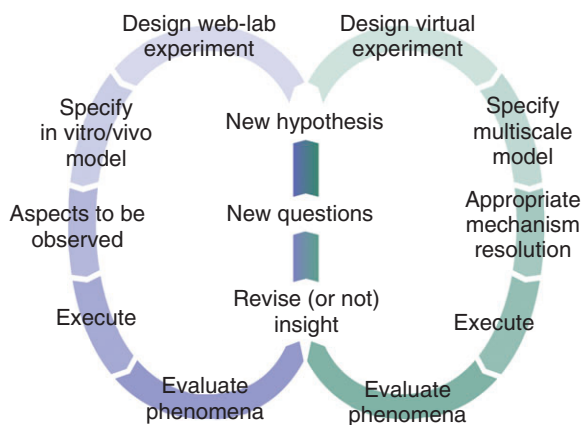 Design web-lab
experiment
Design virtual
experiment
Specify
in vitro/vivo
model
New hypothesis
Specify
multiscale
model
Aspects to be
observed
New questions
Appropriate
mechanism
resolution
Execute
Revise (or not)
insight
Execute
Evaluate
phenomena
Evaluate
phenomena